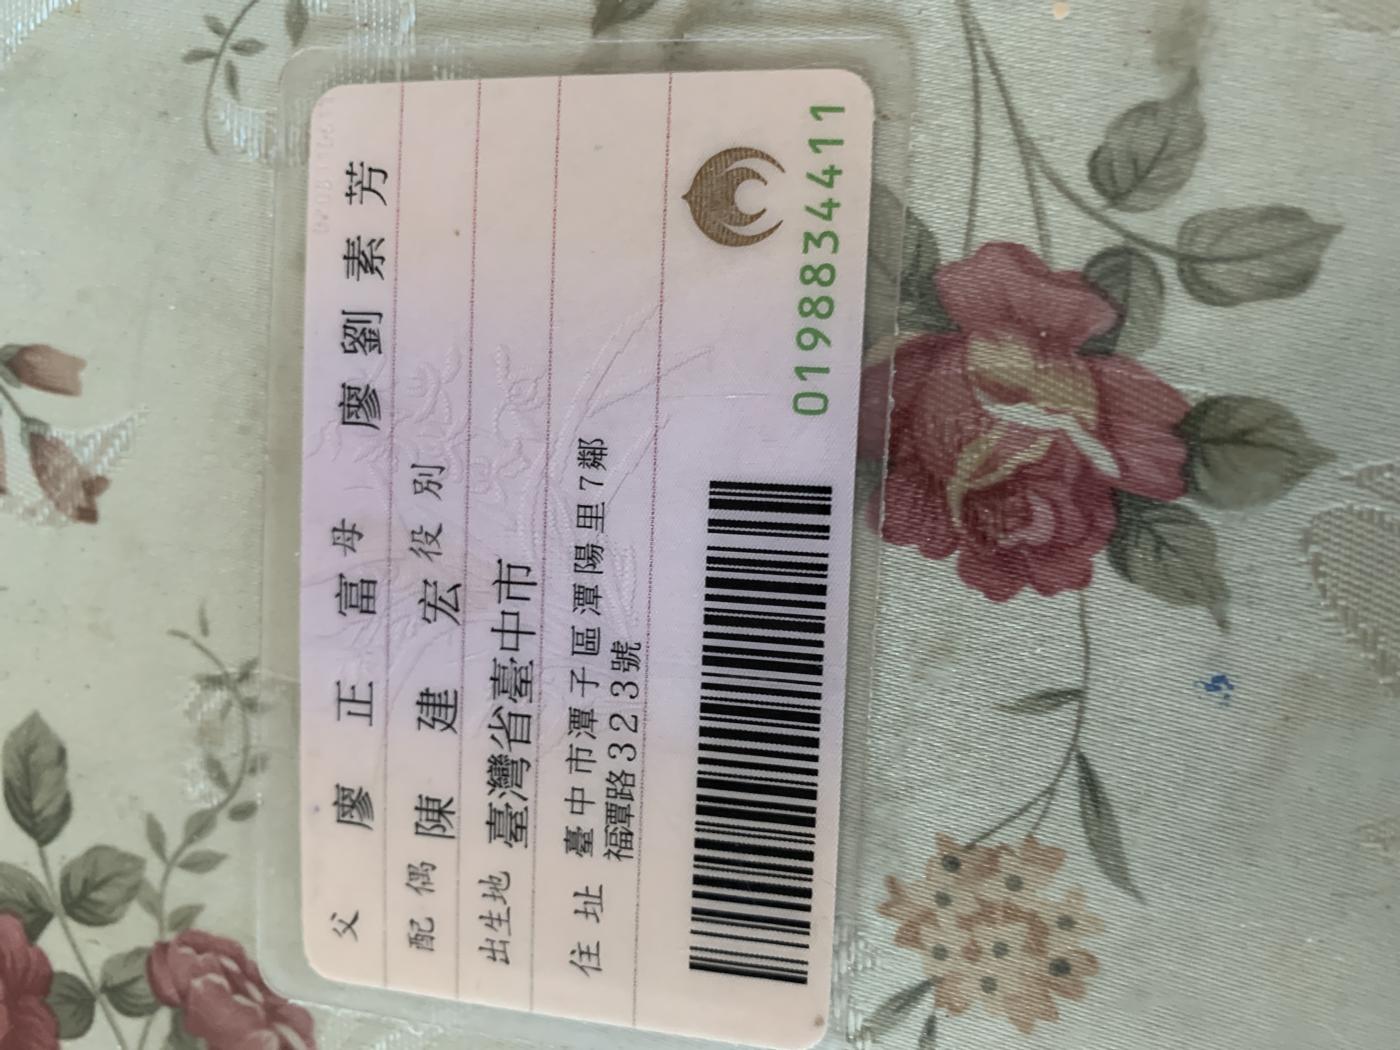 父 廖正富 母 廖劉素芳
配偶 陳建宏 役別
出生地 臺灣省臺中市
住址 臺中市潭子區潭陽里7鄰
福潭路323號
0198834411